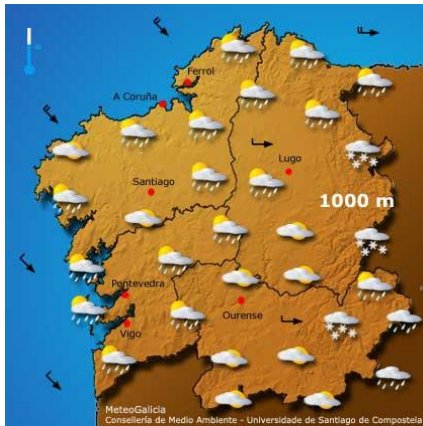 Ferrol
A Coruña
Lugo
Santiago
1000 m
Pontevedra
Ourense
Vigo
MeteoGalicia
Consellería de Medio Ambiente - Universidade de Santiago de Compostela